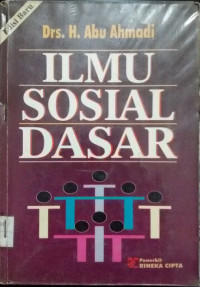 Edisi Baru
Drs. H. Abu Ahmadi
ILMU
SOSIAL
DASAR
Penerbit
RINEKA CIPTA